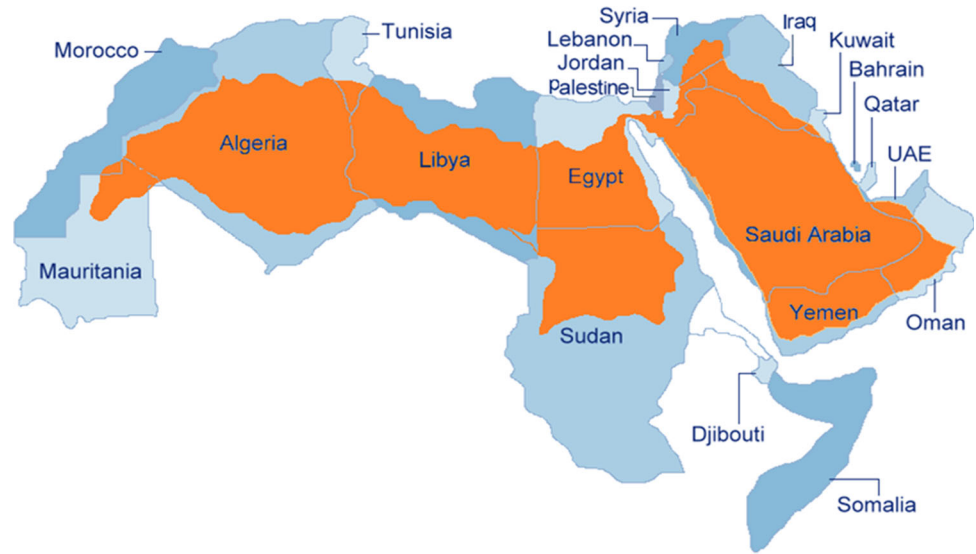 Syria
Iraq
Tunisia
Morocco
Lebanon
Kuwait
Jordan
Bahrain
Palestine
Qatar
Algeria
UAE
Libya
Egypt
Saudi Arabia
Mauritania
Yemen
Oman
Sudan
Djibouti
Somalia